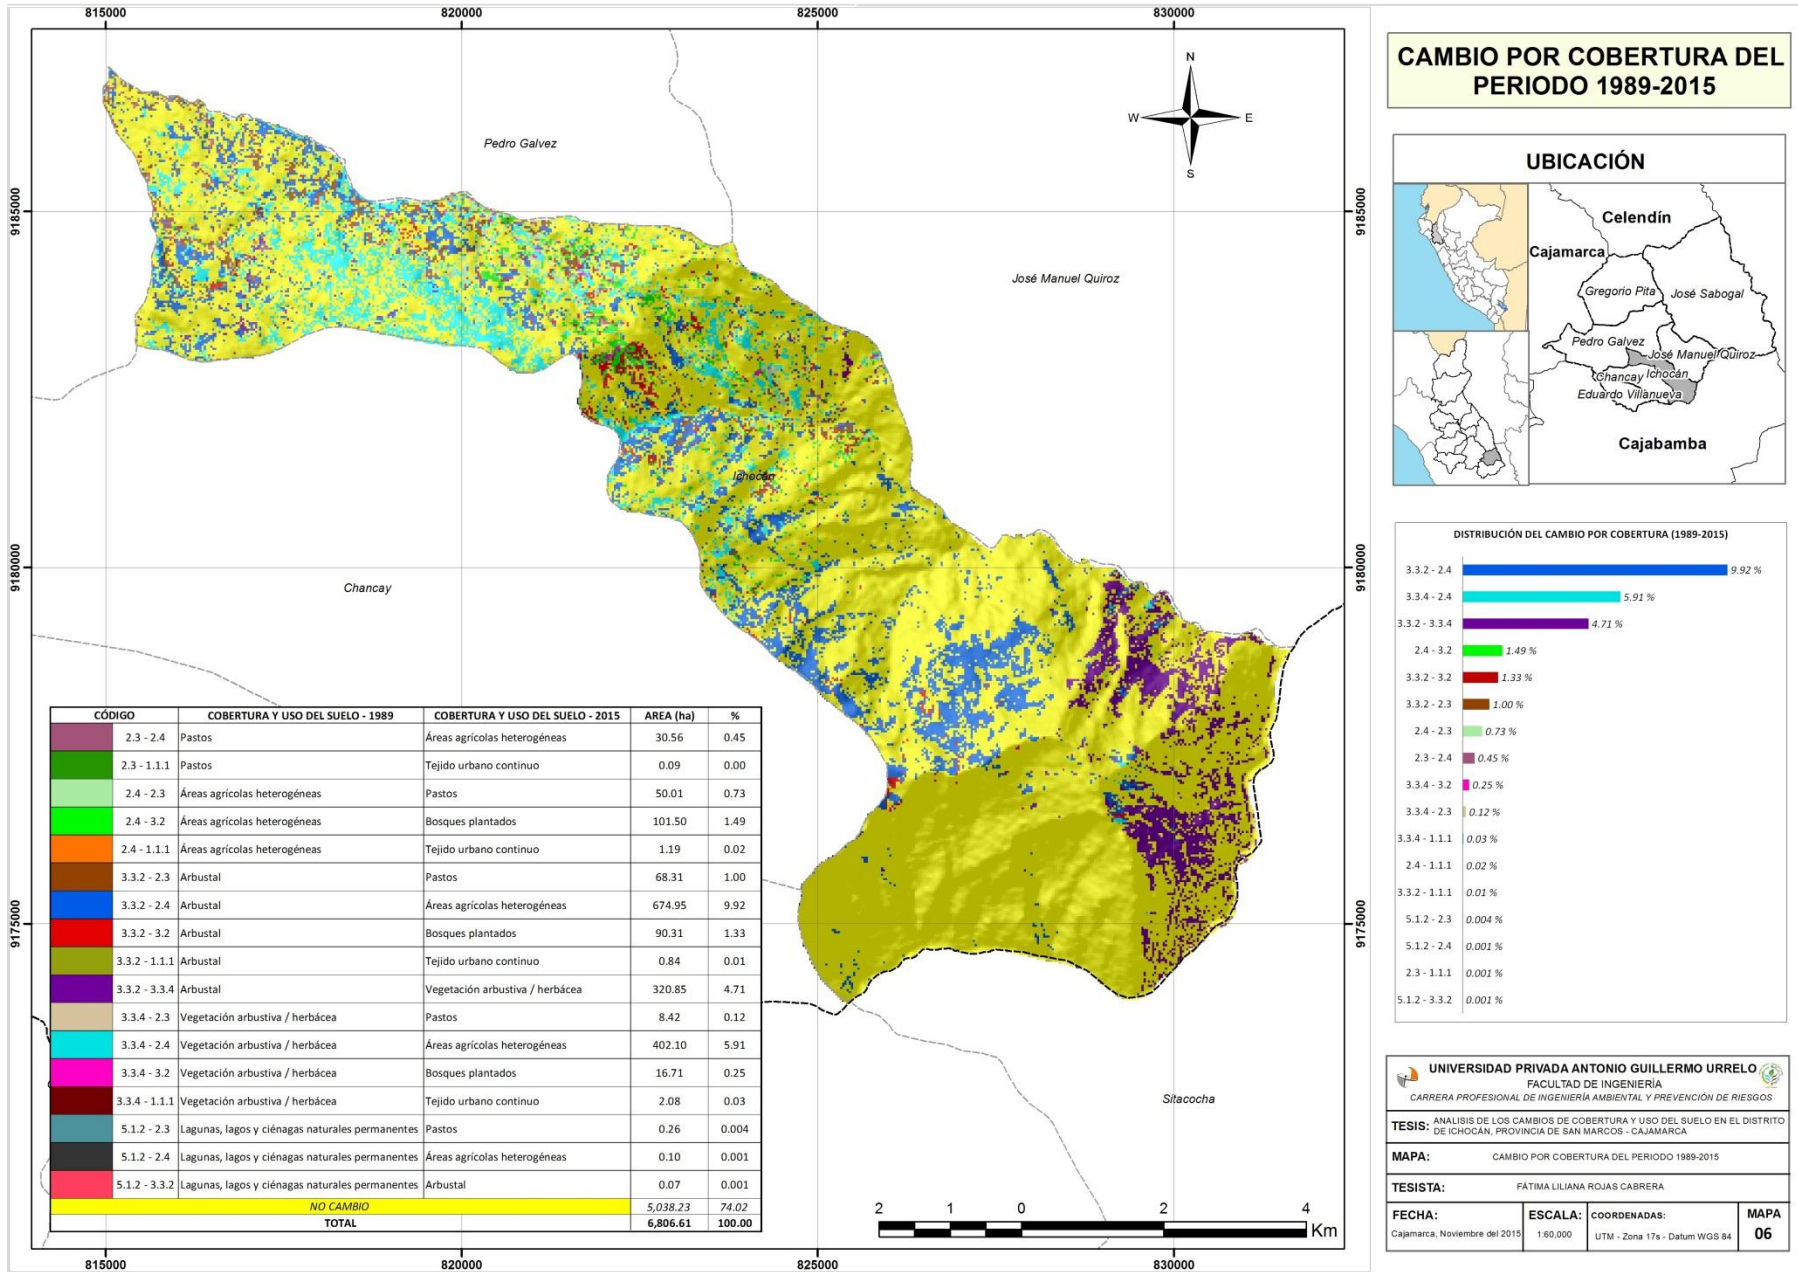 815000
820000
825000
830000
9185000
9180000
9175000
9185000
9180000
9175000
815000
820000
825000
830000
N
W
E
S
Pedro Galvez
José Manuel Quiroz
Ichocán
Chancay
Sitacocha
CÓDIGO COBERTURA Y USO DEL SUELO - 1989 COBERTURA Y USO DEL SUELO - 2015 AREA (ha) %
2.3 - 2.4 Pastos Áreas agrícolas heterogéneas 30.56 0.45
2.3 - 1.1.1 Pastos Tejido urbano continuo 0.09 0.00
2.4 - 2.3 Áreas agrícolas heterogéneas Pastos 50.01 0.73
2.4 - 3.2 Áreas agrícolas heterogéneas Bosques plantados 101.50 1.49
2.4 - 1.1.1 Áreas agrícolas heterogéneas Tejido urbano continuo 1.19 0.02
3.3.2 - 2.3 Arbustal Pastos 68.31 1.00
3.3.2 - 2.4 Arbustal Áreas agrícolas heterogéneas 674.95 9.92
3.3.2 - 3.2 Arbustal Bosques plantados 90.31 1.33
3.3.2 - 1.1.1 Arbustal Tejido urbano continuo 0.84 0.01
3.3.2 - 3.3.4 Arbustal Vegetación arbustiva / herbácea 320.85 4.71
3.3.4 - 2.3 Vegetación arbustiva / herbácea Pastos 8.42 0.12
3.3.4 - 2.4 Vegetación arbustiva / herbácea Áreas agrícolas heterogéneas 402.10 5.91
3.3.4 - 3.2 Vegetación arbustiva / herbácea Bosques plantados 16.71 0.25
3.3.4 - 1.1.1 Vegetación arbustiva / herbácea Tejido urbano continuo 2.08 0.03
5.1.2 - 2.3 Lagunas, lagos y ciénagas naturales permanentes Pastos 0.26 0.004
5.1.2 - 2.4 Lagunas, lagos y ciénagas naturales permanentes Áreas agrícolas heterogéneas 0.10 0.001
5.1.2 - 3.3.2 Lagunas, lagos y ciénagas naturales permanentes Arbustal 0.07 0.001
NO CAMBIO 5,038.23 74.02
TOTAL 6,806.61 100.00
2 1 0 2 4
Km
CAMBIO POR COBERTURA DEL
PERIODO 1989-2015
UBICACIÓN
Celendín
Cajamarca
Gregorio Pita
José Sabogal
Pedro Galvez
José Manuel Quiroz
Chancay
Ichocán
Eduardo Villanueva
Cajabamba
DISTRIBUCIÓN DEL CAMBIO POR COBERTURA (1989-2015)
3.3.2 - 2.4 9.92 %
3.3.4 - 2.4 5.91 %
3.3.2 - 3.3.4 4.71 %
2.4 - 3.2 1.49 %
3.3.2 - 3.2 1.33 %
3.3.2 - 2.3 1.00 %
2.4 - 2.3 0.73 %
2.3 - 2.4 0.45 %
3.3.4 - 3.2 0.25 %
3.3.4 - 2.3 0.12 %
3.3.4 - 1.1.1 0.03 %
2.4 - 1.1.1 0.02 %
3.3.2 - 1.1.1 0.01 %
5.1.2 - 2.3 0.004 %
5.1.2 - 2.4 0.001 %
2.3 - 1.1.1 0.001 %
5.1.2 - 3.3.2 0.001 %
UNIVERSIDAD PRIVADA ANTONIO GUILLERMO URRELO
FACULTAD DE INGENIERÍA
CARRERA PROFESIONAL DE INGENIERÍA AMBIENTAL Y PREVENCIÓN DE RIESGOS
TESIS: ANALISIS DE LOS CAMBIOS DE COBERTURA Y USO DEL SUELO EN EL DISTRITO
DE ICHOCÁN, PROVINCIA DE SAN MARCOS - CAJAMARCA
MAPA: CAMBIO POR COBERTURA DEL PERIODO 1989-2015
TESISTA: FÁTIMA LILIANA ROJAS CABRERA
FECHA: ESCALA: COORDENADAS: MAPA
Cajamarca, Noviembre del 2015 1:60,000 UTM - Zona 17s - Datum WGS 84 06